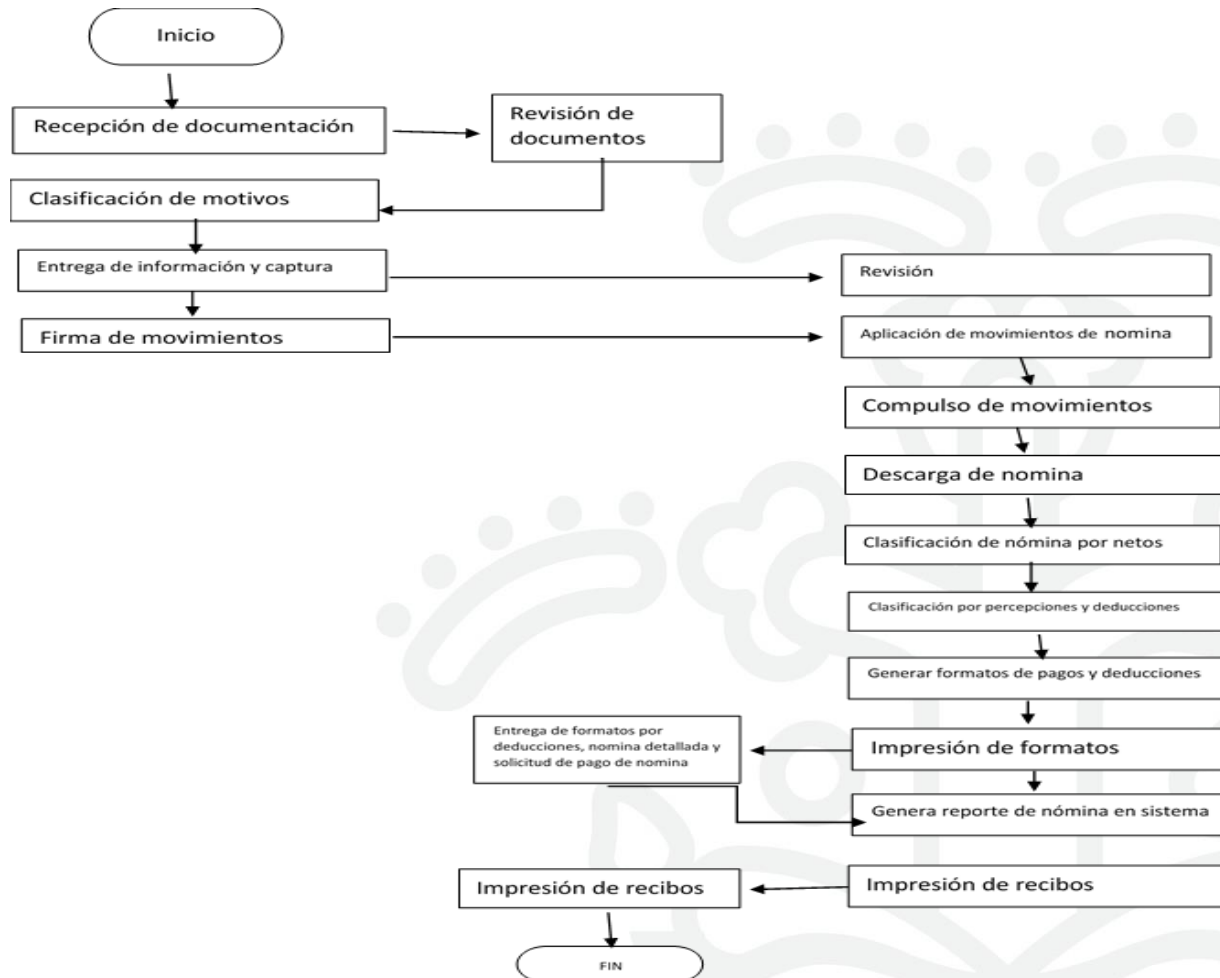 Inicio
Recepción de documentación
Revisión de
documentos
Clasificación de motivos
Entrega de información y captura
Revisión
Firma de movimientos
Aplicación de movimientos de nomina
Compulso de movimientos
Descarga de nomina
Clasificación de nómina por netos
Clasificación por percepciones y deducciones
Generar formatos de pagos y deducciones
Entrega de formatos por
deducciones, nomina detallada y
solicitud de pago de nomina
Impresión de formatos
Genera reporte de nómina en sistema
Impresión de recibos
Impresión de recibos
FIN